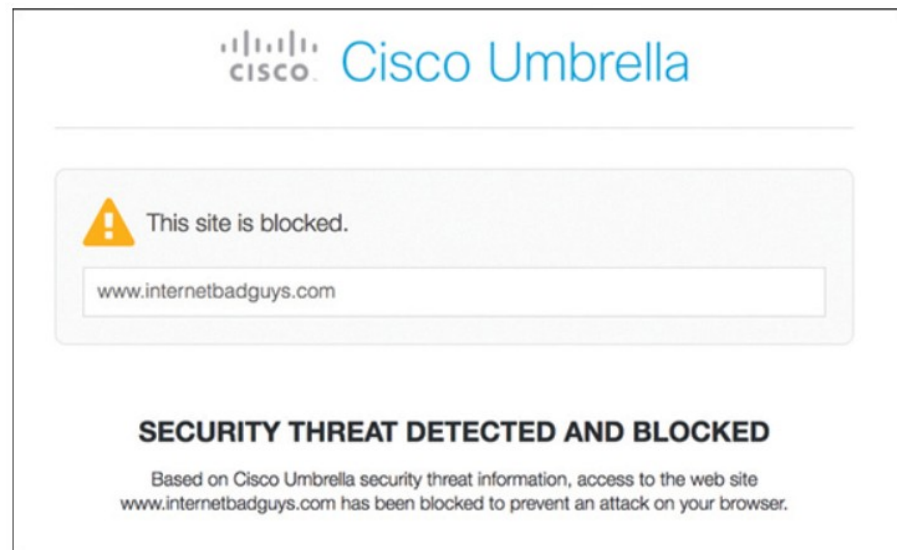 CISCO.
Cisco Umbrella
This site is blocked.
www.internetbadguys.com
SECURITY THREAT DETECTED AND BLOCKED
Based on Cisco Umbrella security threat information, access to the web site
www.internetbadguys.com has been blocked to prevent an attack on your browser.